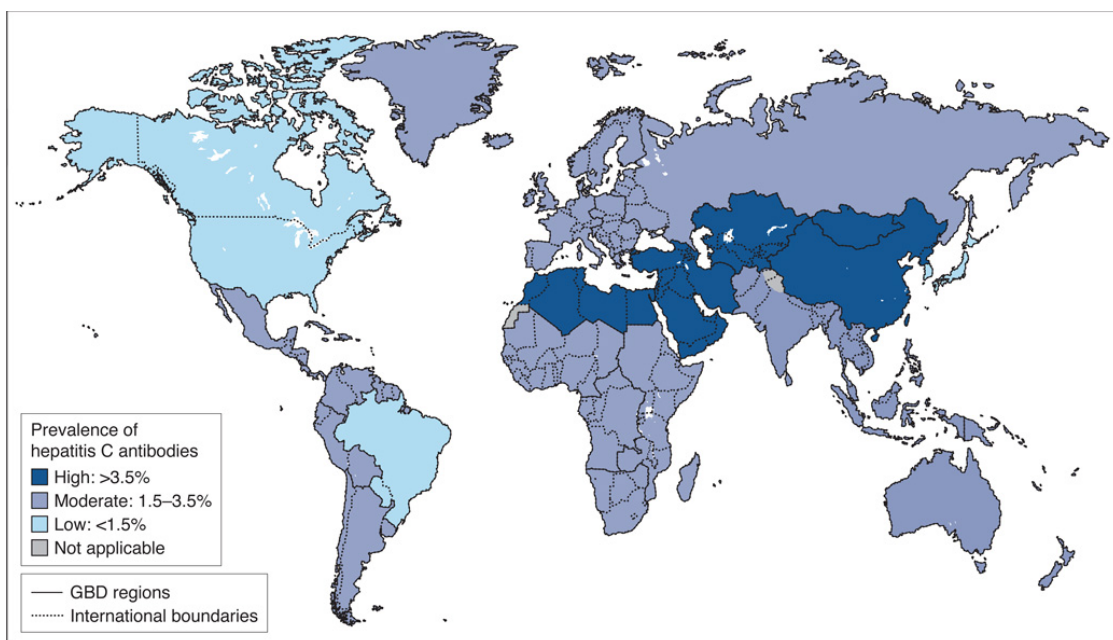 Prevalence of
hepatitis C antibodies
High: >3.5%
Moderate: 1.5–3.5%
Low: <1.5%
Not applicable
GBD regions
International boundaries